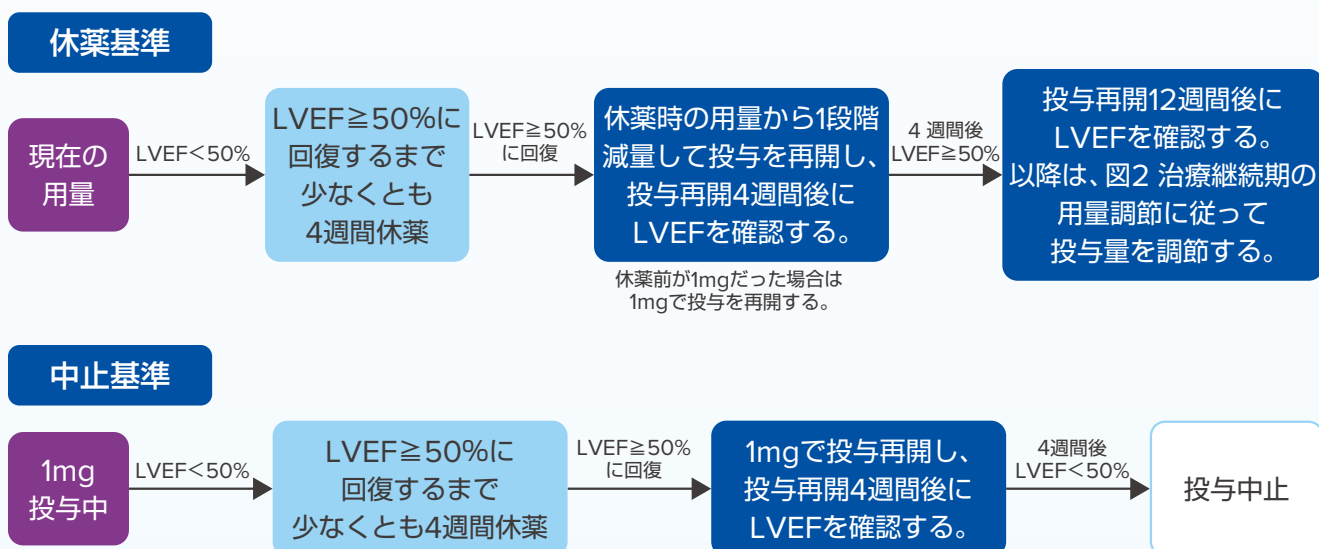 休薬基準
現在の
用量
LVEF<50%
LVEF≧50%に
回復するまで
少なくとも
4週間休薬
LVEF≧50%
に回復
休薬時の用量から1段階
減量して投与を再開し、
投与再開4週間後に
LVEFを確認する。
休薬前が1mgだった場合は
1mgで投与を再開する。
4 週間後
LVEF≧50%
投与再開12週間後に
LVEFを確認する。
以降は、図2 治療継続期の
用量調節に従って
投与量を調節する。
中止基準
1mg
投与中
LVEF<50%
LVEF≧50%に
回復するまで
少なくとも4週間休薬
LVEF≧50%
に回復
1mgで投与再開し、
投与再開4週間後に
LVEFを確認する。
4週間後
LVEF<50%
投与中止